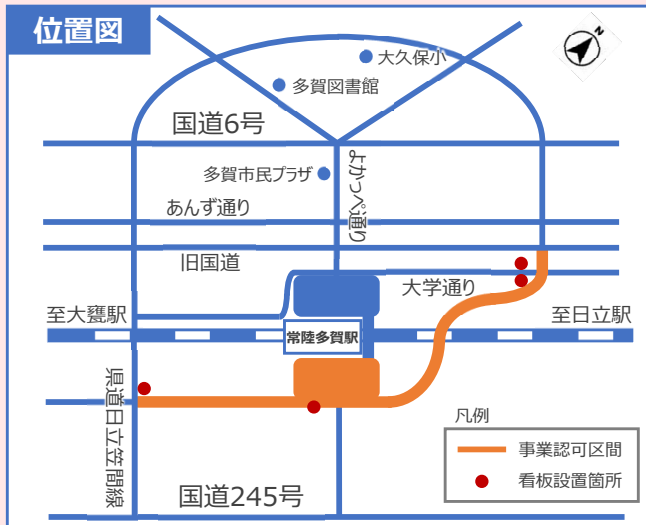 位置図
N
大久保小
多賀図書館
国道6号
多賀市民プラザ
よかっぺ通り
あんず通り
旧国道
大学通り
至大甕駅
常陸多賀駅
至日立駅
県道日立笠間線
凡例
事業認可区間
看板設置箇所
国道245号